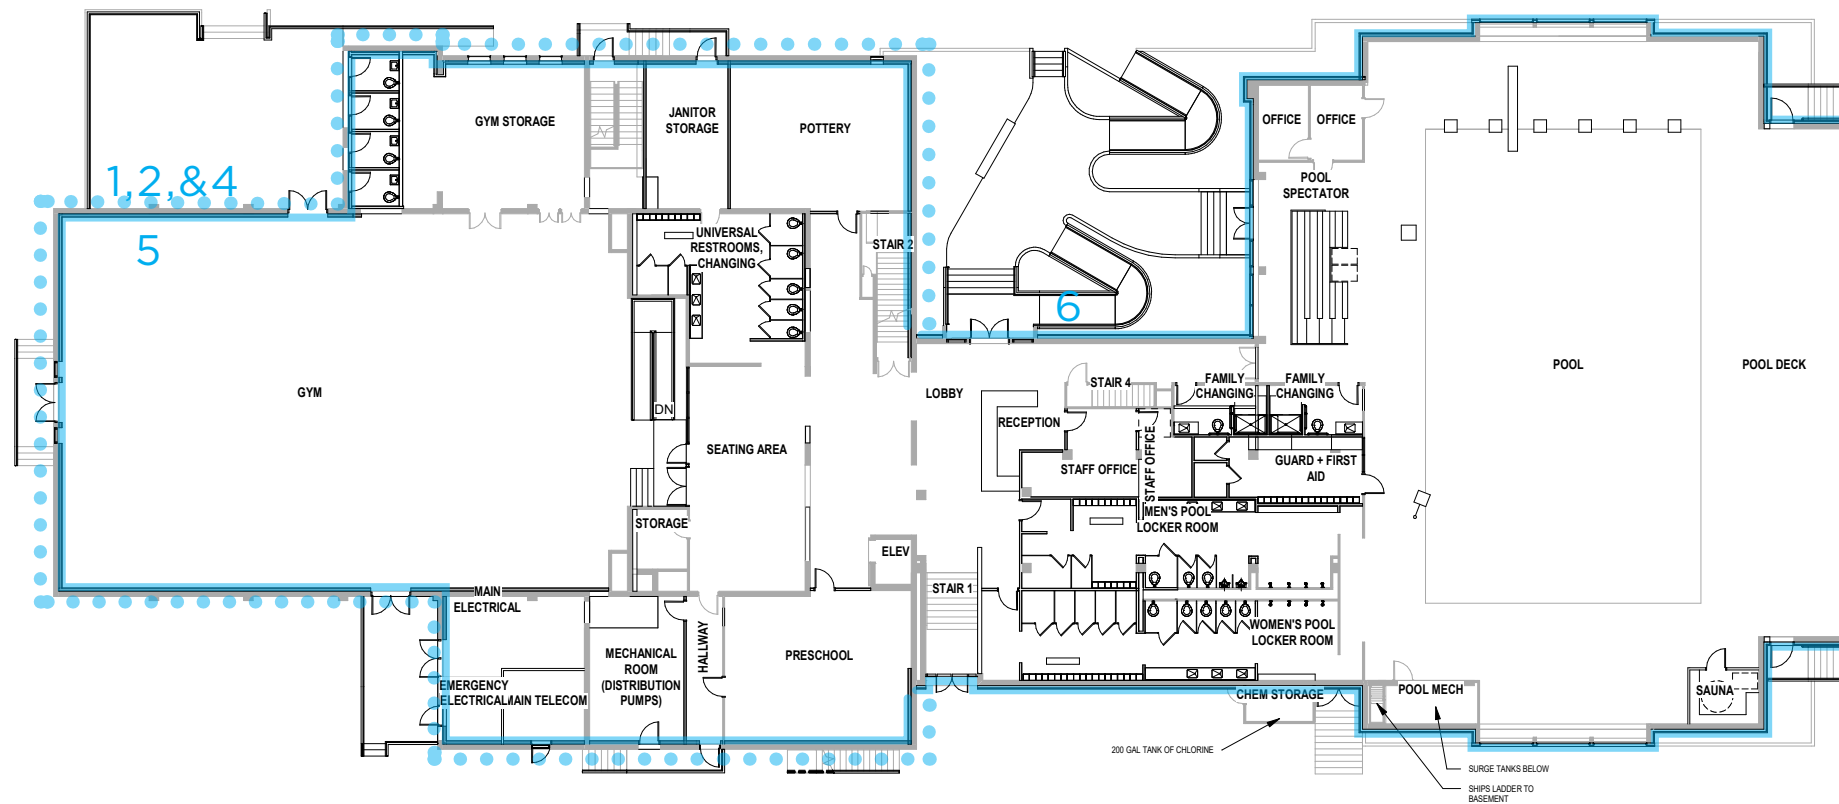 1,2,&4
5
GYM STORAGE
JANITOR
STORAGE
POTTERY
OFFICE
OFFICE
POOL
SPECTATOR
UNIVERSAL
RESTROOMS,
CHANGING
STAIR 2
6
GYM
DN
LOBBY
STAIR 4
FAMILY
CHANGING
FAMILY
CHANGING
POOL
POOL DECK
RECEPTION
SEATING AREA
STAFF OFFICE
STAFF OFFICE
GUARD + FIRST
AID
STORAGE
MEN'S POOL
LOCKER ROOM
ELEV
MAIN
ELECTRICAL
STAIR 1
HALLWAY
MECHANICAL
ROOM
(DISTRIBUTION
PUMPS)
PRESCHOOL
WOMEN'S POOL
LOCKER ROOM
EMERGENCY
ELECTRICAL
MAIN TELECOM
CHEM STORAGE
POOL MECH
SAUNA
200 GAL TANK OF CHLORINE
SURGE TANKS BELOW
SHIPS LADDER TO
BASEMENT